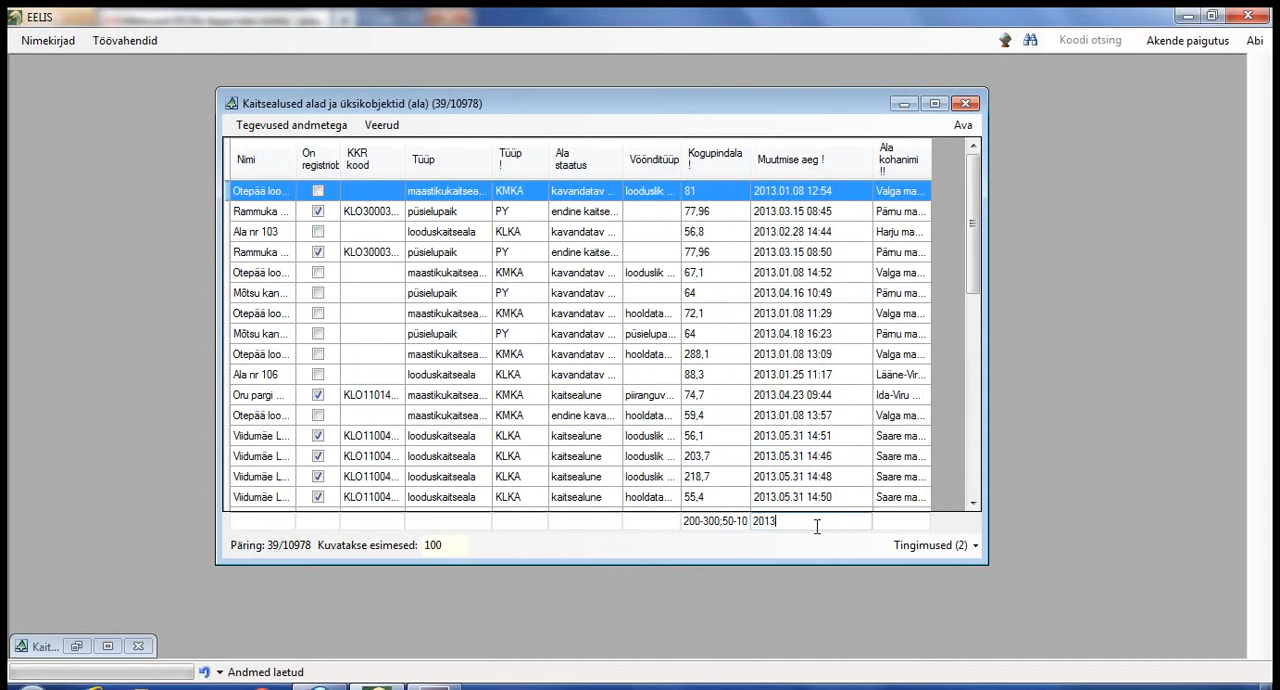 EELIS
Nimekirjad Töövahendid Koodi otsing Akende paigutus Abi
Kaitsealused alad ja üksikobjektid (ala) (39/10978)
Tegevused andmetega Veerud Ava
Nimi On registriot KKR kood Tüüp Tüüp ! Ala staatus Vöönditüüp Kogupindala ! Muutmise aeg ! Ala kohanimi !!
Otepää loo... maastikukaitsea... KMKA kavandatav ... looduslik ... 81 2013.01.08 12:54 Valga ma...
Rammuka ... KLO30003... püsielupaik PY endine kaitse... 77,96 2013.03.15 08:45 Pärnu ma...
Ala nr 103 looduskaitseala KLKA kavandatav ... 56,8 2013.02.28 14:44 Harju ma...
Rammuka ... KLO30003... püsielupaik PY endine kaitse... 77,96 2013.03.15 08:50 Pärnu ma...
Otepää loo... maastikukaitsea... KMKA kavandatav ... looduslik ... 67,1 2013.01.08 14:52 Valga ma...
Mõtsu kan... püsielupaik PY kavandatav ... 64 2013.04.16 10:49 Pärnu ma...
Otepää loo... maastikukaitsea... KMKA kavandatav ... hooldata... 72,1 2013.01.08 11:29 Valga ma...
Mõtsu kan... püsielupaik PY kavandatav ... püsielupa... 64 2013.04.18 16:23 Pärnu ma...
Otepää loo... maastikukaitsea... KMKA kavandatav ... hooldata... 288,1 2013.01.08 13:09 Valga ma...
Ala nr 106 looduskaitseala KLKA kavandatav ... 88,3 2013.01.25 11:17 Lääne-Vir...
Oru pargi ... KLO11014... maastikukaitsea... KMKA kaitsealune piiranguv... 74,7 2013.04.23 09:44 Ida-Viru ...
Otepää loo... maastikukaitsea... KMKA endine kava... hooldata... 59,4 2013.01.08 13:57 Valga ma...
Viidumäe L... KLO11004... looduskaitseala KLKA kaitsealune looduslik ... 56,1 2013.05.31 14:51 Saare ma...
Viidumäe L... KLO11004... looduskaitseala KLKA kaitsealune looduslik ... 203,7 2013.05.31 14:46 Saare ma...
Viidumäe L... KLO11004... looduskaitseala KLKA kaitsealune looduslik ... 218,7 2013.05.31 14:48 Saare ma...
Viidumäe L... KLO11004... looduskaitseala KLKA kaitsealune hooldata... 55,4 2013.05.31 14:50 Saare ma...
200-300;50-10 2013
Päring: 39/10978 Kuvatakse esimesed: 100 Tingimused (2)
Kait...
Andmed laetud